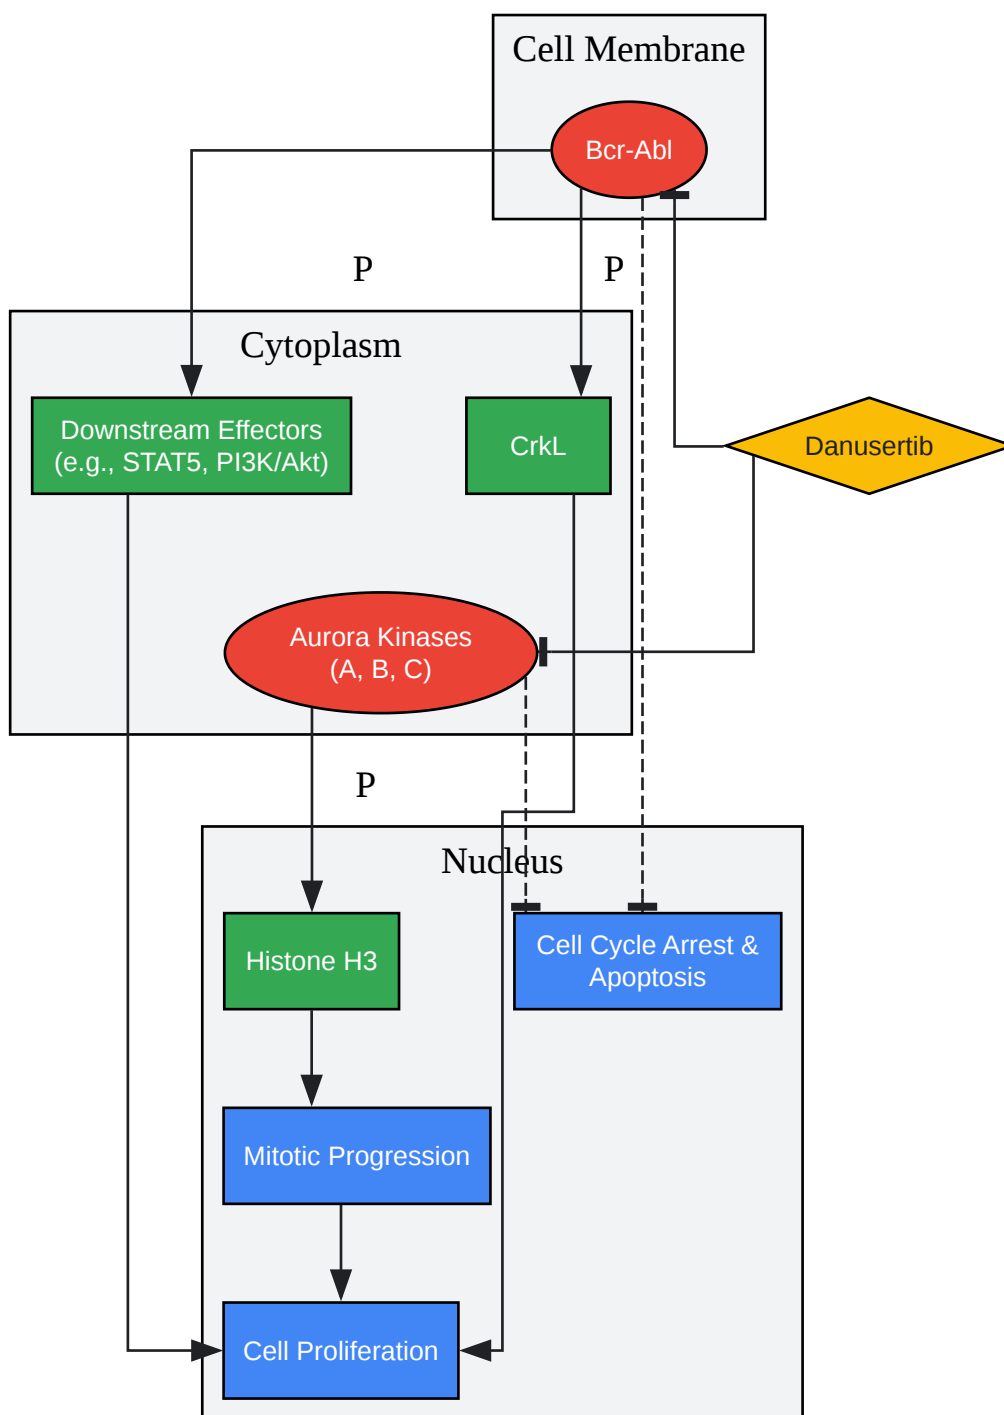 Cell Membrane
Bcr-Abl
P
P
Cytoplasm
Downstream Effectors
(e.g., STAT5, PI3K/Akt)
CrkL
Danusertib
Aurora Kinases
(A, B, C)
P
Nucleus
Histone H3
Cell Cycle Arrest &
Apoptosis
Mitotic Progression
Cell Proliferation